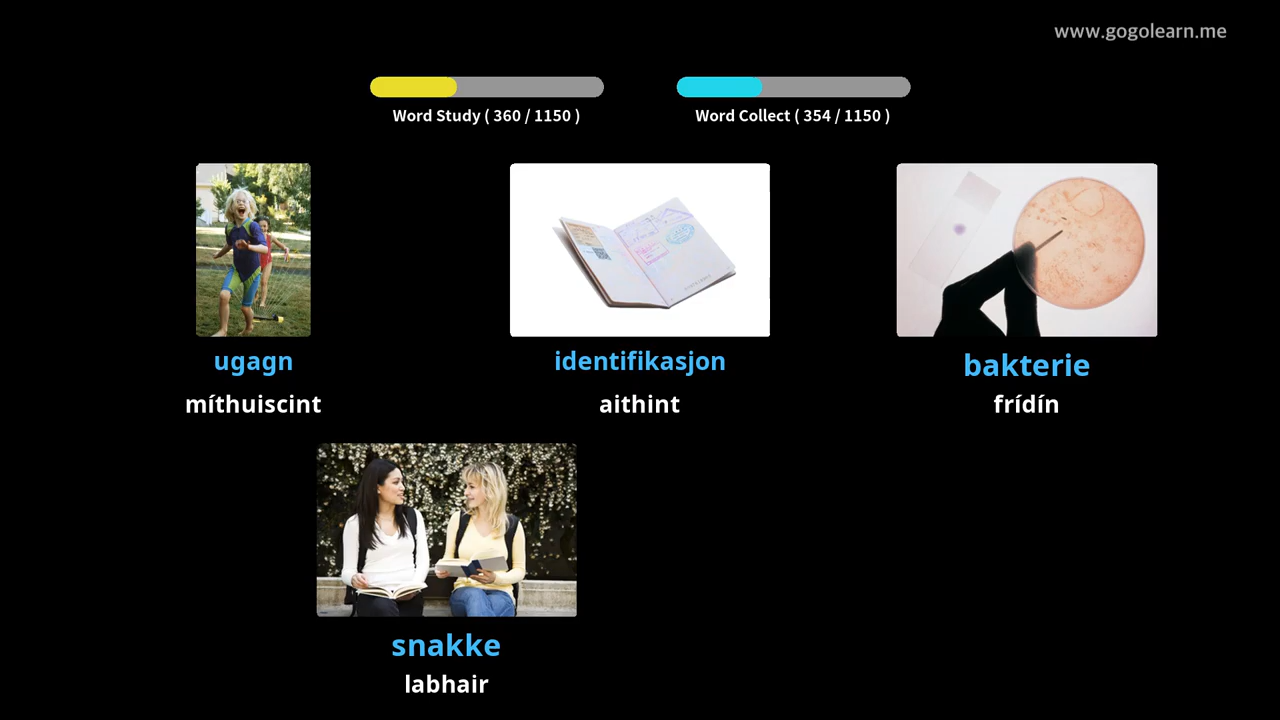 www.gogolearn.me
Word Study ( 360 / 1150 )
Word Collect ( 354 / 1150 )
ugagn
identifikasjon
bakterie
míthuiscint
aithint
frídín
snakke
labhair